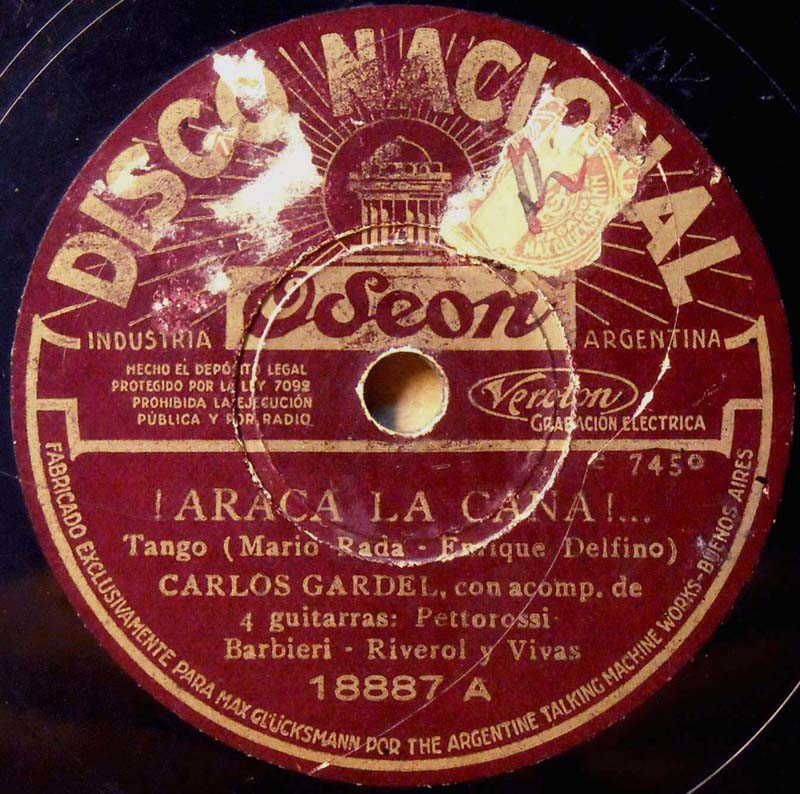 DISCO NACIONAL
Odeon
INDUSTRIA ARGENTINA
HECHO EL DEPÓSITO LEGAL
PROTEGIDO POR LA LEY 7092
PROHIBIDA LA EJECUCIÓN
PÚBLICA Y POR RADIO
Veroton
GRABACIÓN ELECTRICA
e 7450
!ARACA LA CANA!...
Tango (Mario Rada - Enrique Delfino)
CARLOS GARDEL, con acomp. de
4 guitarras: Pettorossi-
Barbieri - Riverol y Vivas
18887 A
FABRICADO EXCLUSIVAMENTE PARA MAX GLÜCKSMANN POR THE ARGENTINE TALKING MACHINE WORKS-BUENOS AIRES